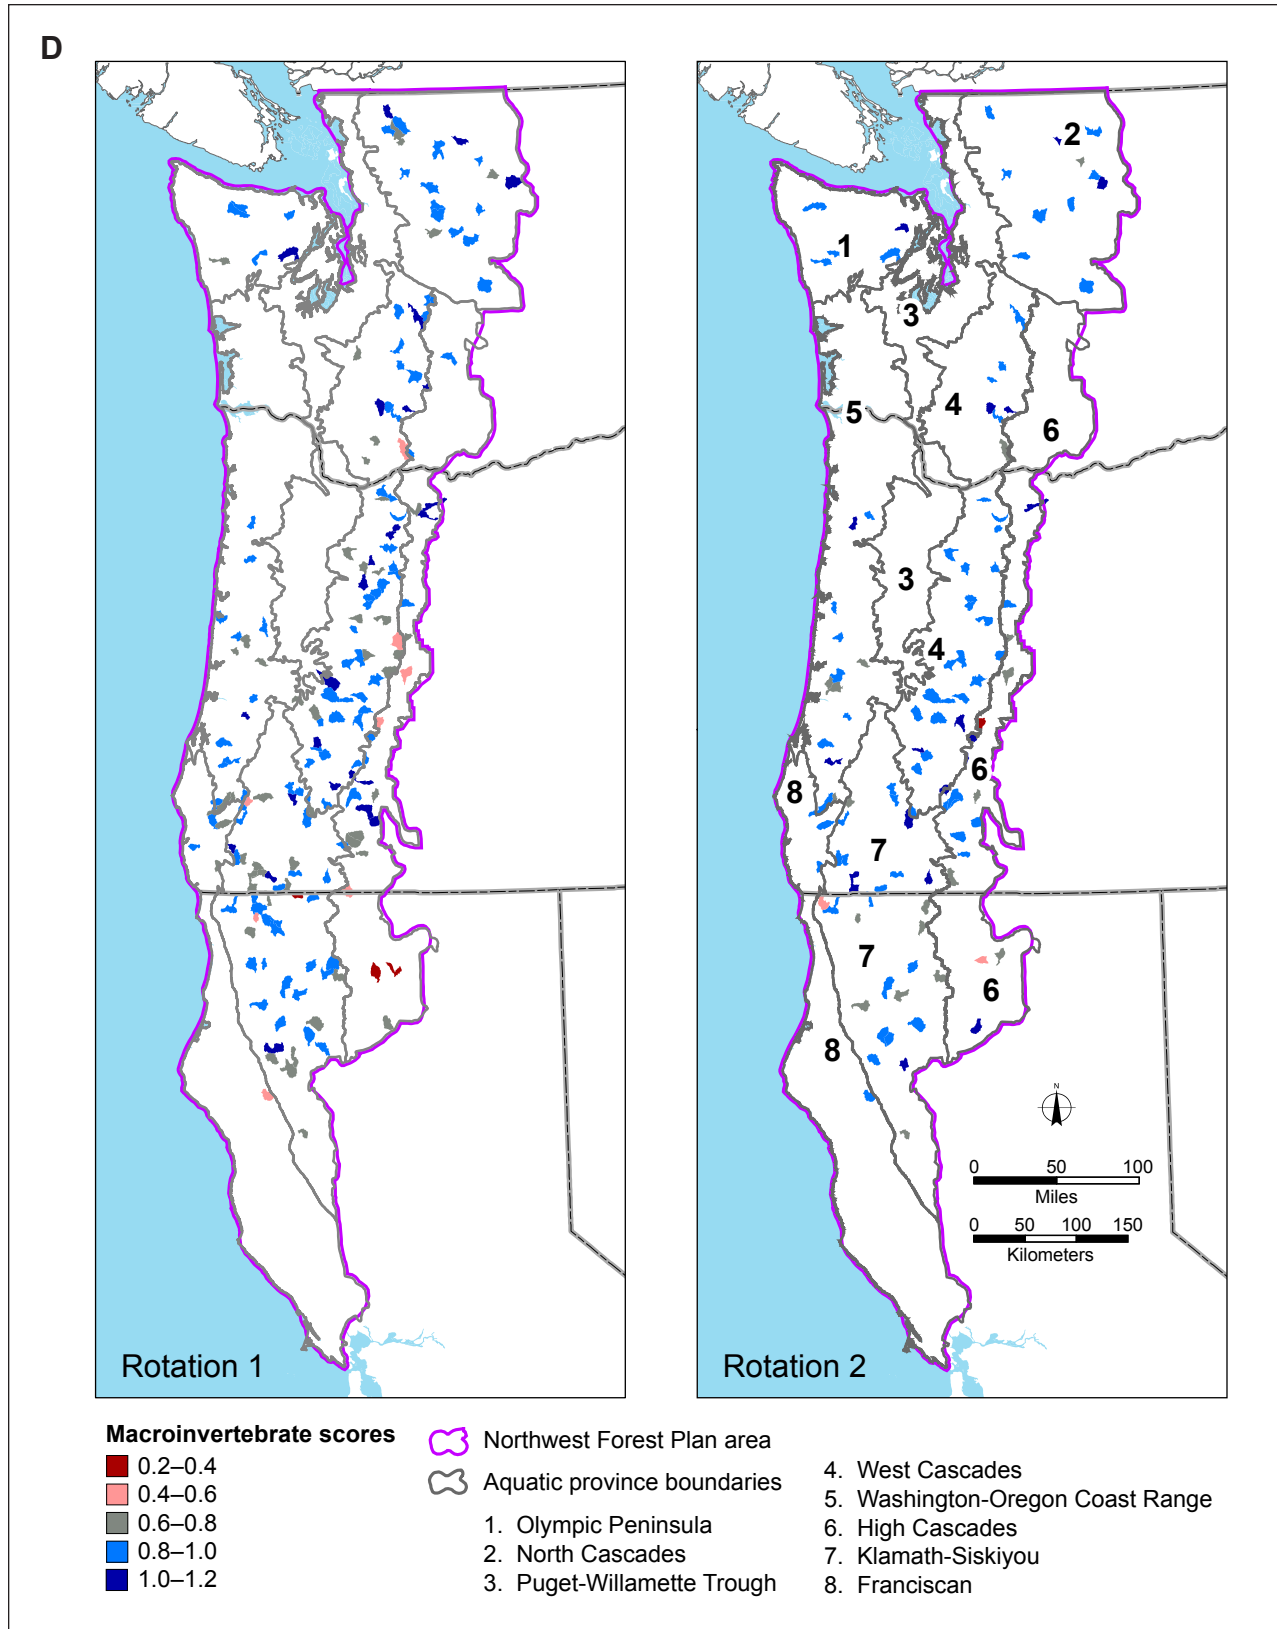 D
2
1
3
5
4
6
3
4
6
8
7
7
6
8
N
0 50 100
Miles
0 50 100 150
Kilometers
Rotation 1
Rotation 2
Macroinvertebrate scores
0.2–0.4
0.4–0.6
0.6–0.8
0.8–1.0
1.0–1.2
Northwest Forest Plan area
Aquatic province boundaries
1. Olympic Peninsula
2. North Cascades
3. Puget-Willamette Trough
4. West Cascades
5. Washington-Oregon Coast Range
6. High Cascades
7. Klamath-Siskiyou
8. Franciscan